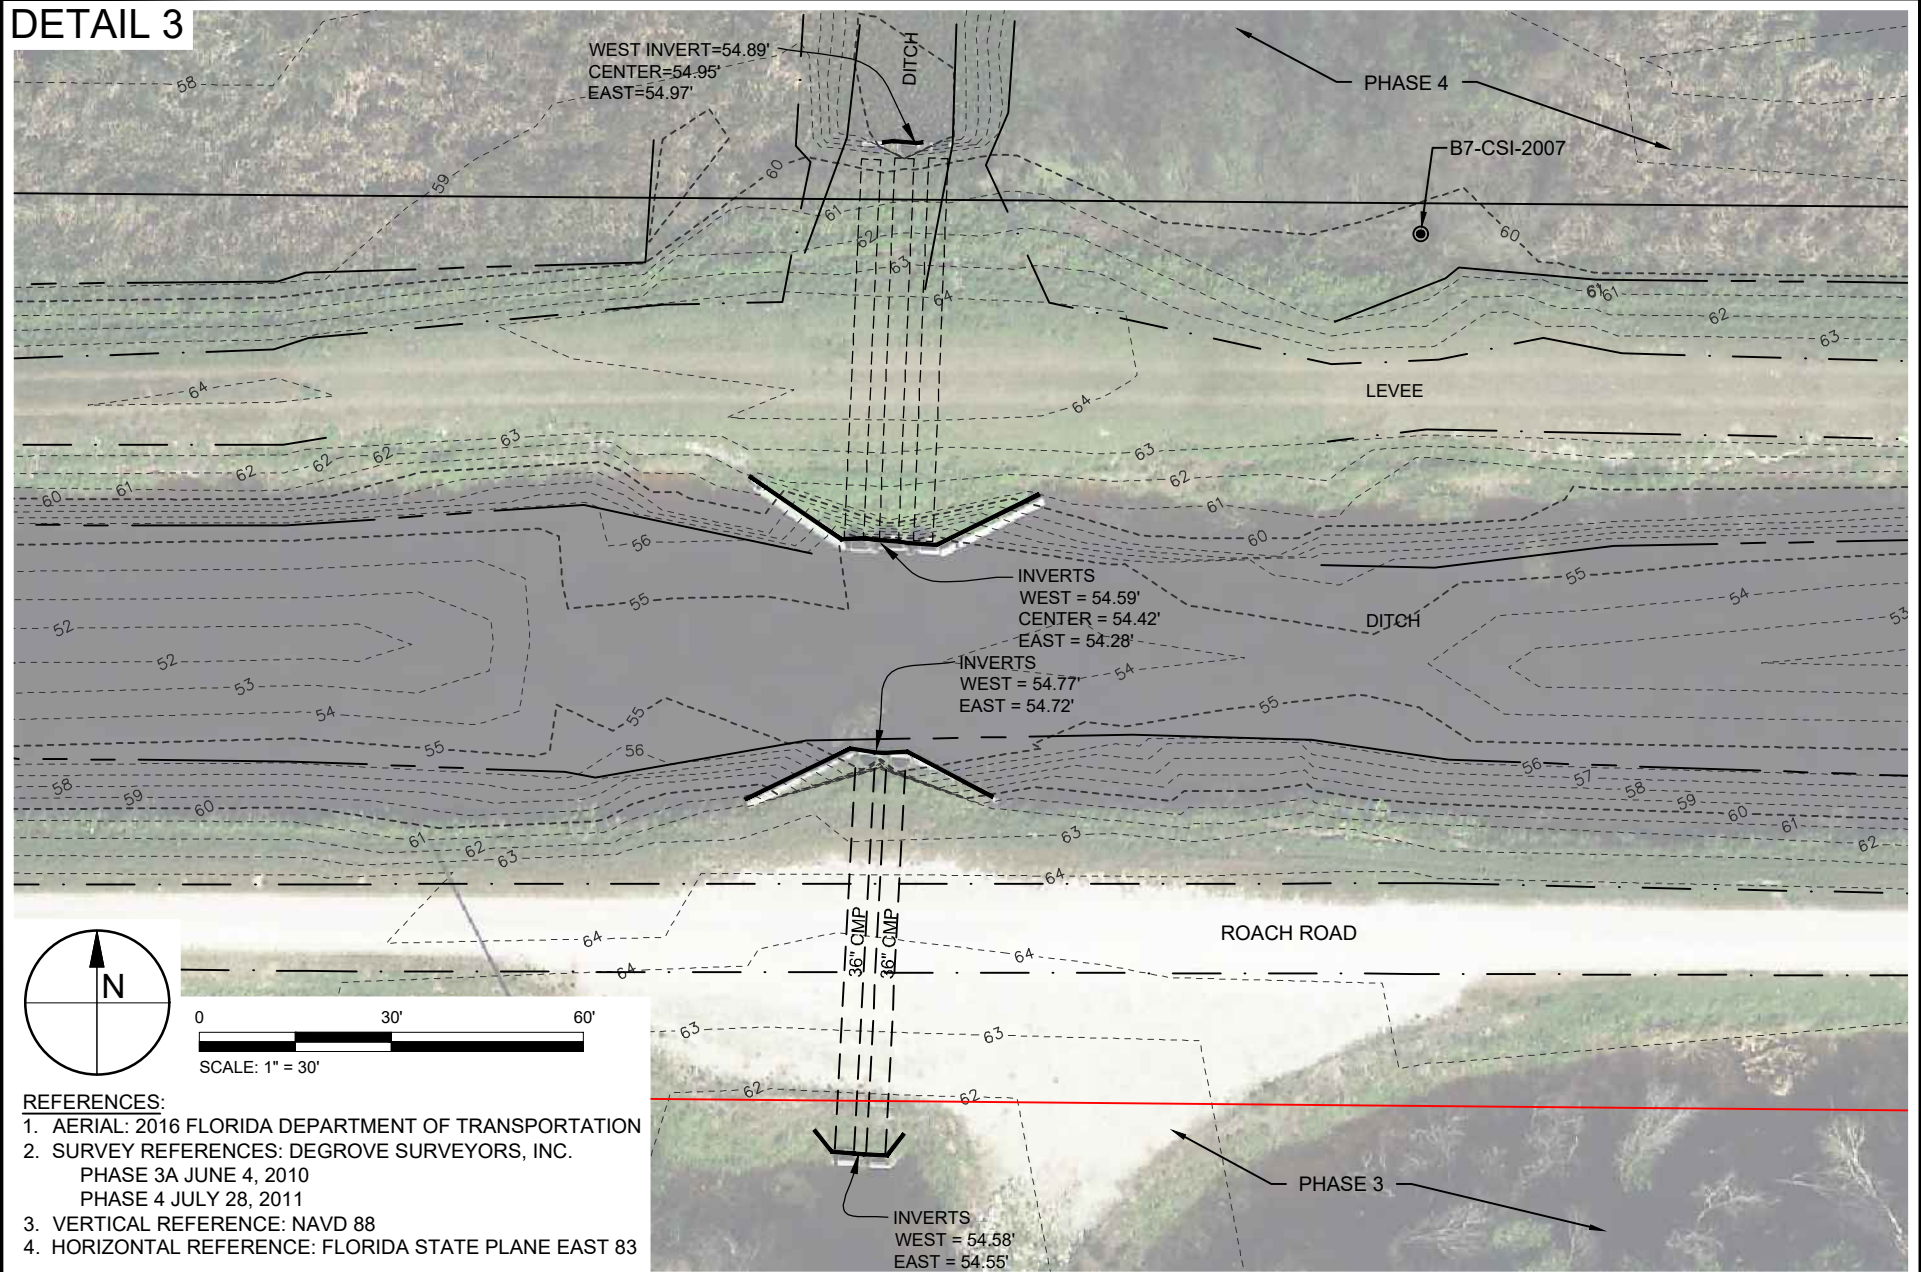 DETAIL 3
WEST INVERT=54.89'
CENTER=54.95'
EAST=54.97'
DITCH
PHASE 4
B7-CSI-2007
58
59
60
61
62
63
64
60
61
61
62
63
64
LEVEE
64
63
63
62
62
62
61
60
62
61
60
56
55
INVERTS
WEST = 54.59'
CENTER = 54.42'
EAST = 54.28'
DITCH
55
54
53
52
52
53
54
55
INVERTS
WEST = 54.77'
EAST = 54.72'
54
55
55
56
56
57
58
59
60
61
62
58
59
60
61
62
63
63
64
36" CMP
36" CMP
ROACH ROAD
64
64
64
63
63
62
62
N
0 30' 60'
SCALE: 1" = 30'
REFERENCES:
1. AERIAL: 2016 FLORIDA DEPARTMENT OF TRANSPORTATION
2. SURVEY REFERENCES: DEGROVE SURVEYORS, INC.
PHASE 3A JUNE 4, 2010
PHASE 4 JULY 28, 2011
3. VERTICAL REFERENCE: NAVD 88
4. HORIZONTAL REFERENCE: FLORIDA STATE PLANE EAST 83
PHASE 3
INVERTS
WEST = 54.58'
EAST = 54.55'